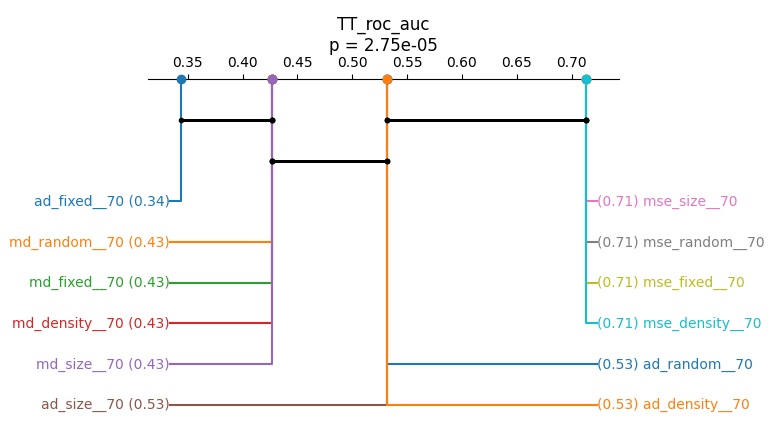 TT_roc_auc
p = 2.75e-05
0.35 0.40 0.45 0.50 0.55 0.60 0.65 0.70
ad_fixed__70 (0.34)
(0.71) mse_size__70
md_random__70 (0.43)
(0.71) mse_random__70
md_fixed__70 (0.43)
(0.71) mse_fixed__70
md_density__70 (0.43)
(0.71) mse_density__70
md_size__70 (0.43)
(0.53) ad_random__70
ad_size__70 (0.53)
(0.53) ad_density__70